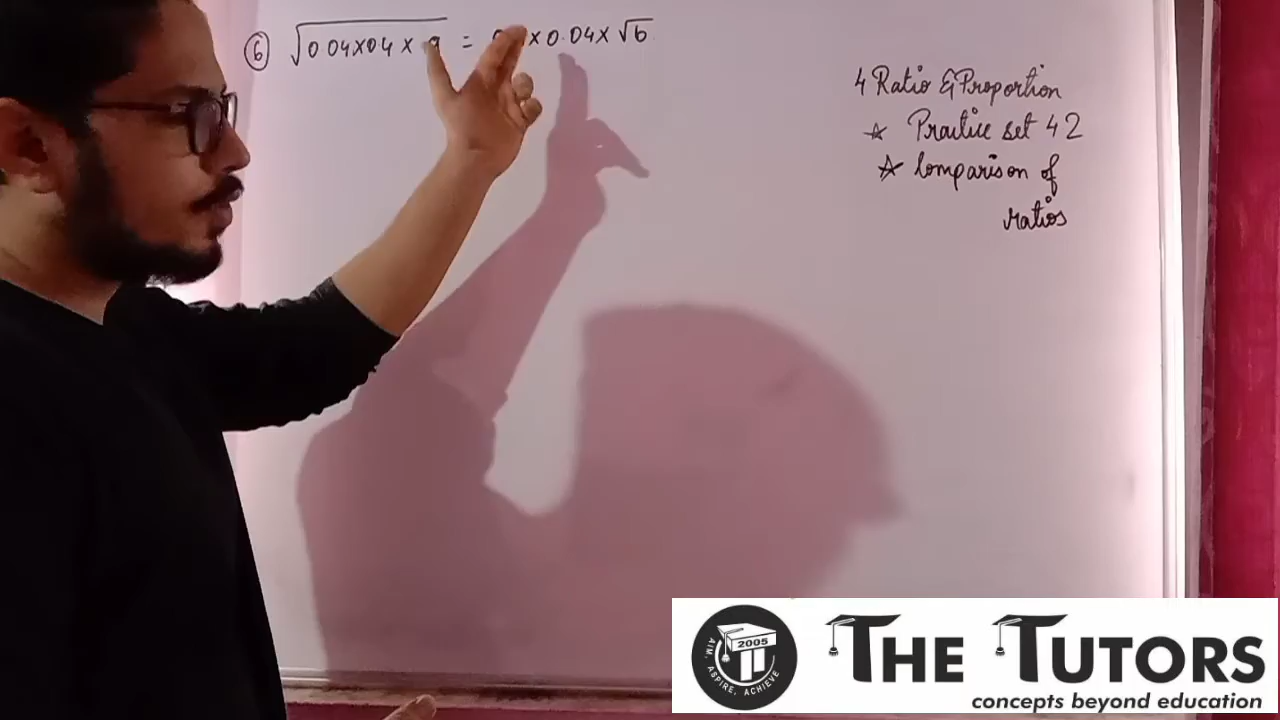 6 √0.04×0.4×a = ×0.04×√b
4 Ratio & Proportion
☆ Practice set 4 2
☆ Comparison of
ratios
2005
AIM, ASPIRE, ACHIEVE
THE TUTORS
concepts beyond education